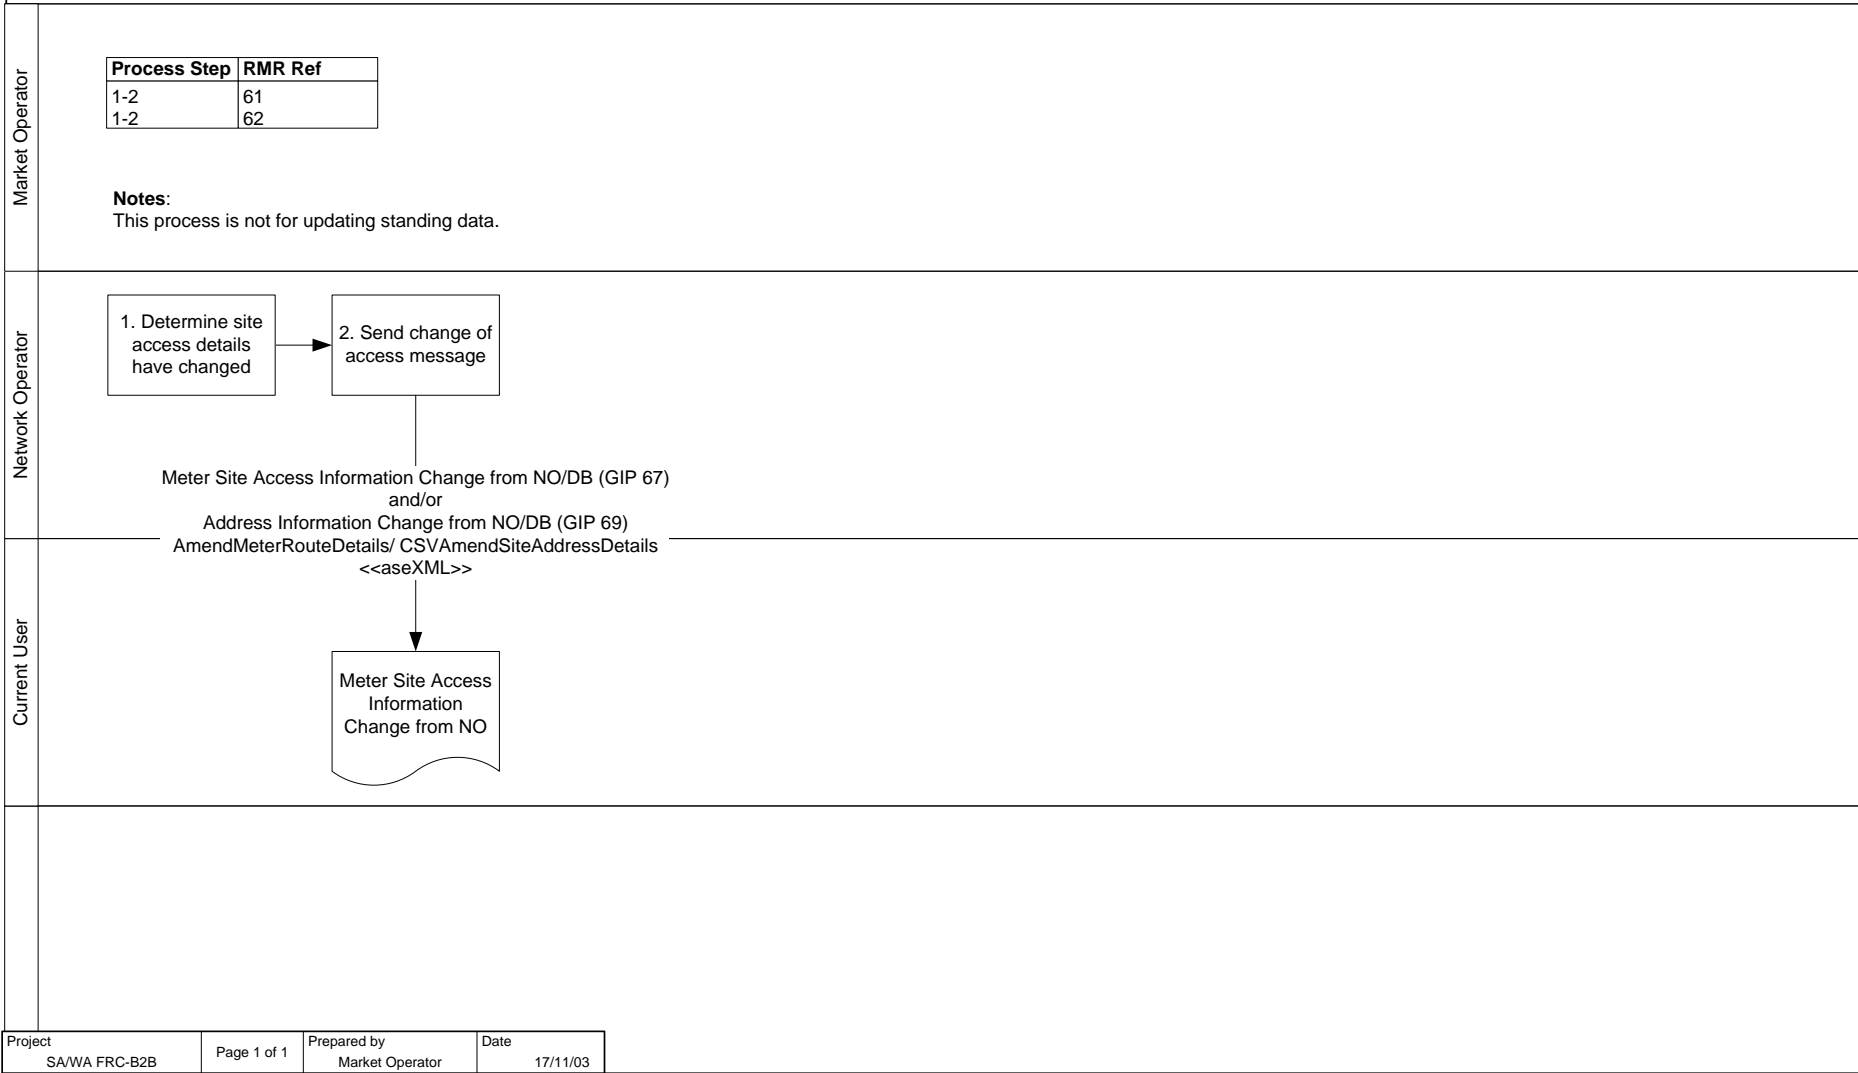 Market Operator
Process Step RMR Ref
1-2 61
1-2 62
Notes:
This process is not for updating standing data.
Network Operator
1. Determine site
access details
have changed
2. Send change of
access message
Meter Site Access Information Change from NO/DB (GIP 67)
and/or
Address Information Change from NO/DB (GIP 69)
AmendMeterRouteDetails/ CSVAmendSiteAddressDetails
<<aseXML>>
Current User
Meter Site Access
Information
Change from NO
Project
SA/WA FRC-B2B
Page 1 of 1
Prepared by
Market Operator
Date
17/11/03